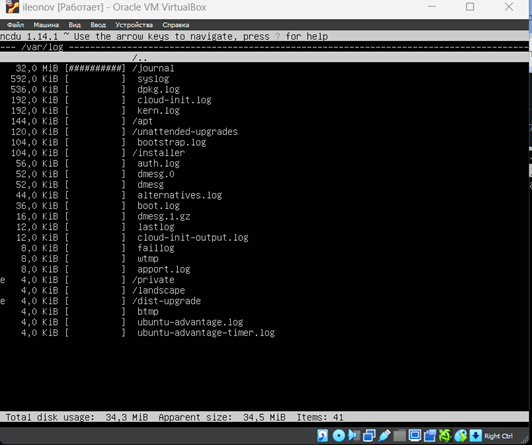 ileonov [Работает] - Oracle VM VirtualBox
Файл Машина Вид Ввод Устройства Справка
ncdu 1.14.1 ~ Use the arrow keys to navigate, press ? for help
--- /var/log ---
/..
32,0 MiB [##########] /journal
592,0 KiB [ ] syslog
536,0 KiB [ ] dpkg.log
192,0 KiB [ ] cloud-init.log
192,0 KiB [ ] kern.log
144,0 KiB [ ] /apt
120,0 KiB [ ] /unattended-upgrades
104,0 KiB [ ] bootstrap.log
104,0 KiB [ ] /installer
56,0 KiB [ ] auth.log
52,0 KiB [ ] dmesg.0
52,0 KiB [ ] dmesg
44,0 KiB [ ] alternatives.log
36,0 KiB [ ] boot.log
16,0 KiB [ ] dmesg.1.gz
12,0 KiB [ ] lastlog
12,0 KiB [ ] cloud-init-output.log
8,0 KiB [ ] faillog
8,0 KiB [ ] wtmp
8,0 KiB [ ] apport.log
e 4,0 KiB [ ] /private
4,0 KiB [ ] /landscape
e 4,0 KiB [ ] /dist-upgrade
4,0 KiB [ ] btmp
4,0 KiB [ ] ubuntu-advantage.log
4,0 KiB [ ] ubuntu-advantage-timer.log
Total disk usage: 34,3 MiB Apparent size: 34,5 MiB Items: 41
Right Ctrl